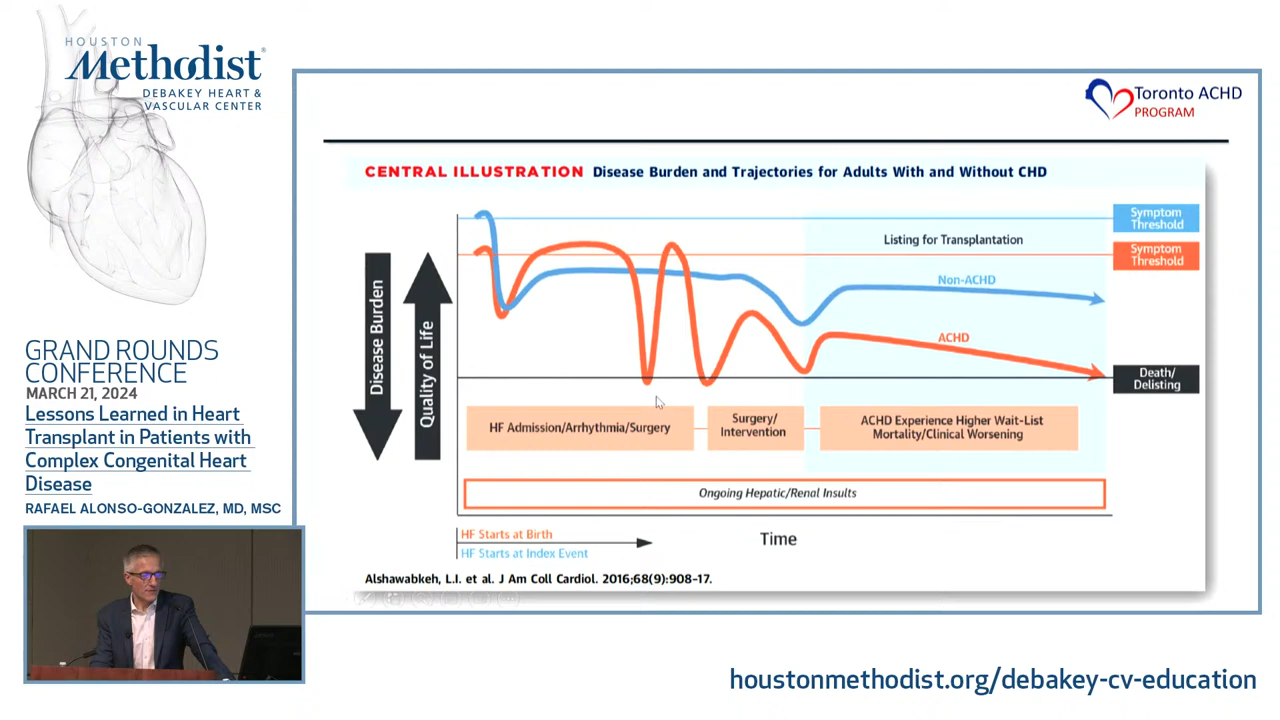 HOUSTON
Methodist®
DEBAKEY HEART &
VASCULAR CENTER
GRAND ROUNDS
CONFERENCE
MARCH 21, 2024
Lessons Learned in Heart
Transplant in Patients with
Complex Congenital Heart
Disease
RAFAEL ALONSO-GONZALEZ, MD, MSC
Toronto ACHD
PROGRAM
CENTRAL ILLUSTRATION Disease Burden and Trajectories for Adults With and Without CHD
Symptom
Threshold
Symptom
Threshold
Listing for Transplantation
Non-ACHD
ACHD
Death/
Delisting
Disease Burden
Quality of Life
HF Admission/Arrhythmia/Surgery
Surgery/
Intervention
ACHD Experience Higher Wait-List
Mortality/Clinical Worsening
Ongoing Hepatic/Renal Insults
HF Starts at Birth
HF Starts at Index Event
Time
Alshawabkeh, L.I. et al. J Am Coll Cardiol. 2016;68(9):908–17.
houstonmethodist.org/debakey-cv-education